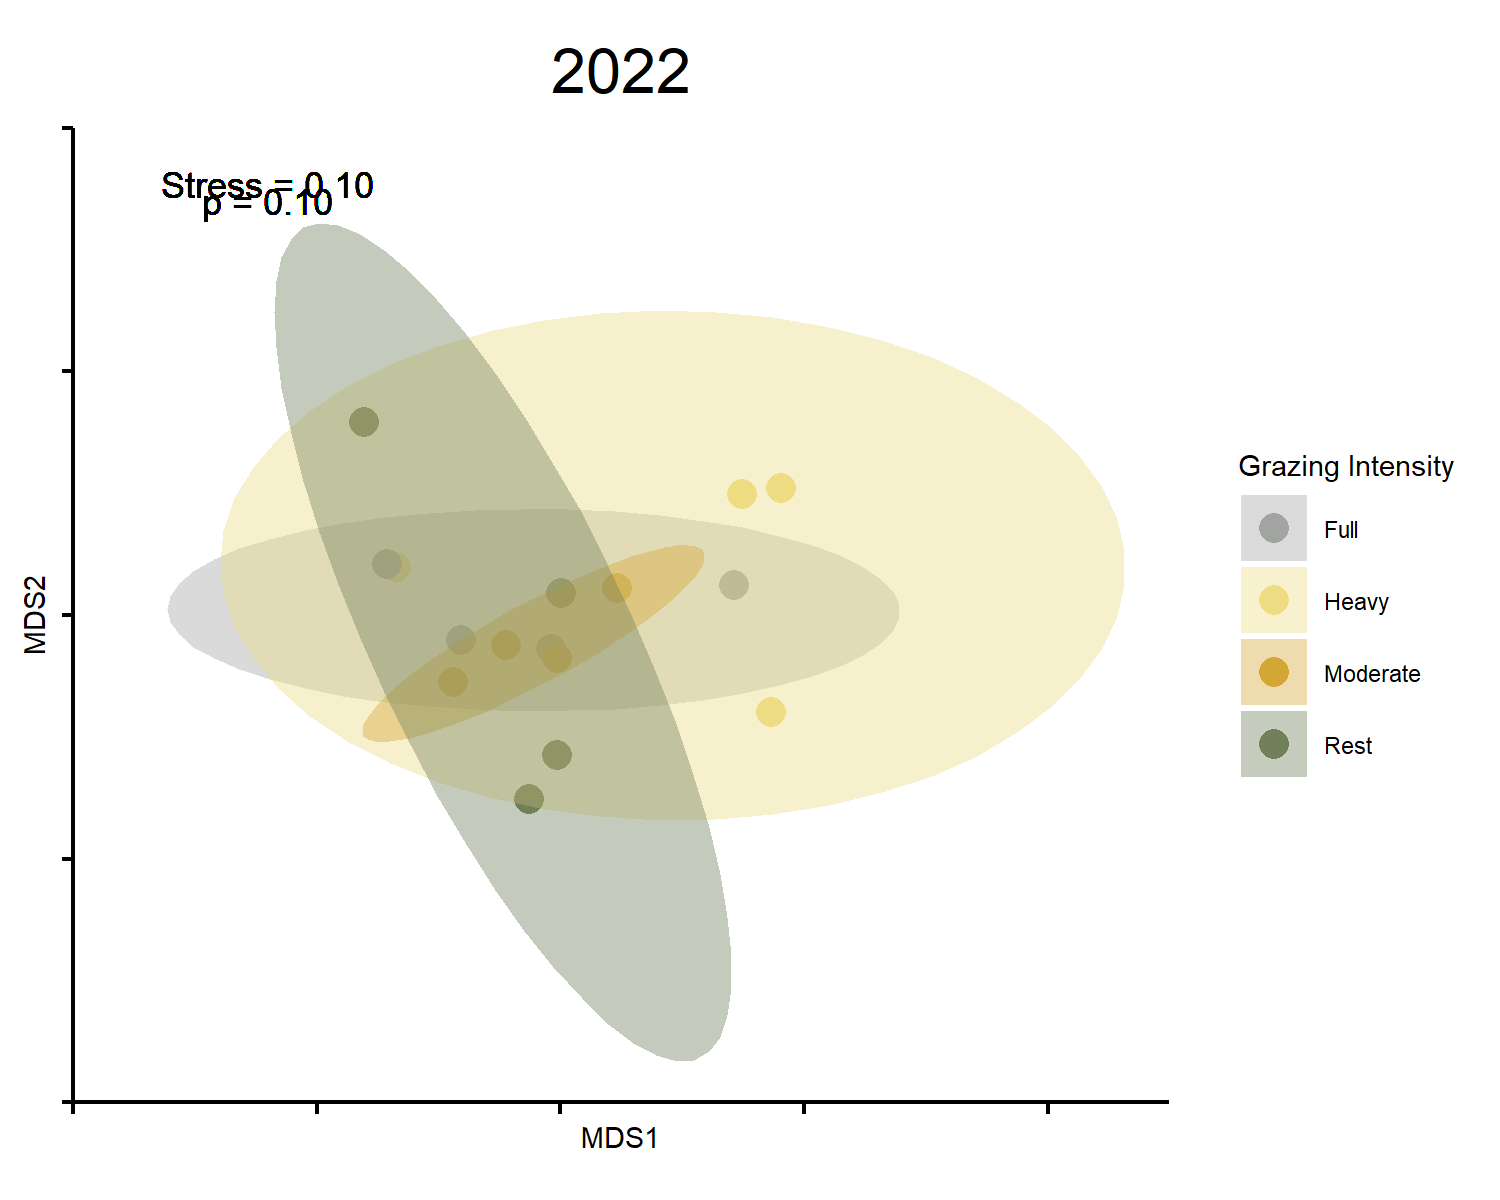 2022
Stress = 0.10
p = 0.10
MDS2
MDS1
Grazing Intensity
Full
Heavy
Moderate
Rest